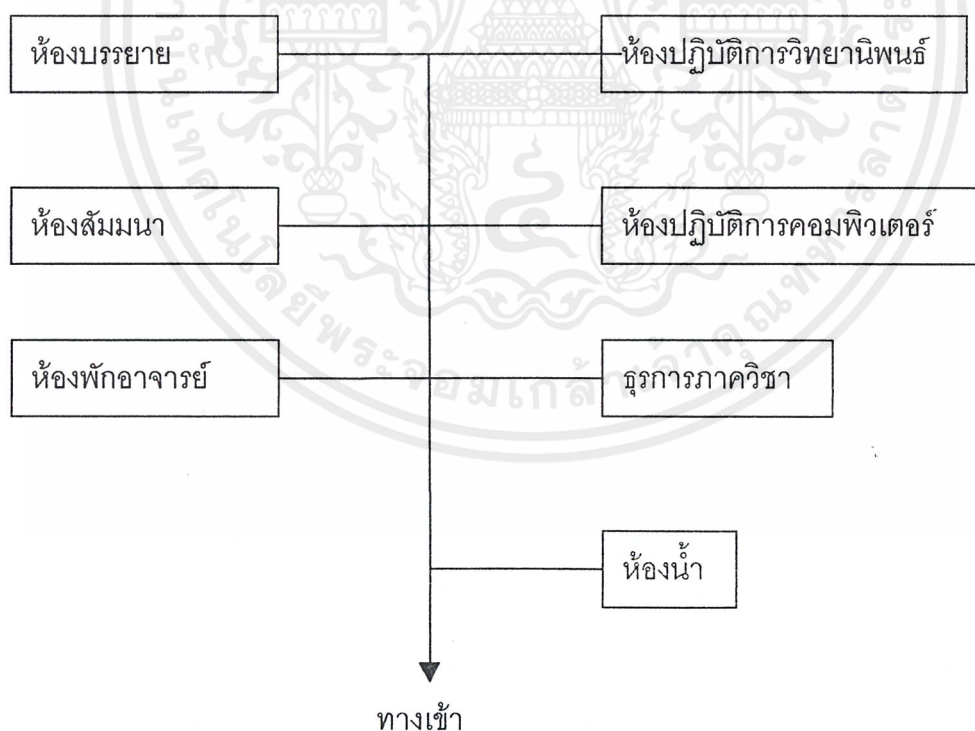 ห้องบรรยาย
ห้องปฏิบัติการวิทยานิพนธ์
ห้องสัมมนา
ห้องปฏิบัติการคอมพิวเตอร์
ห้องพักอาจารย์
ธุรการภาควิชา
ห้องน้ำ
ทางเข้า